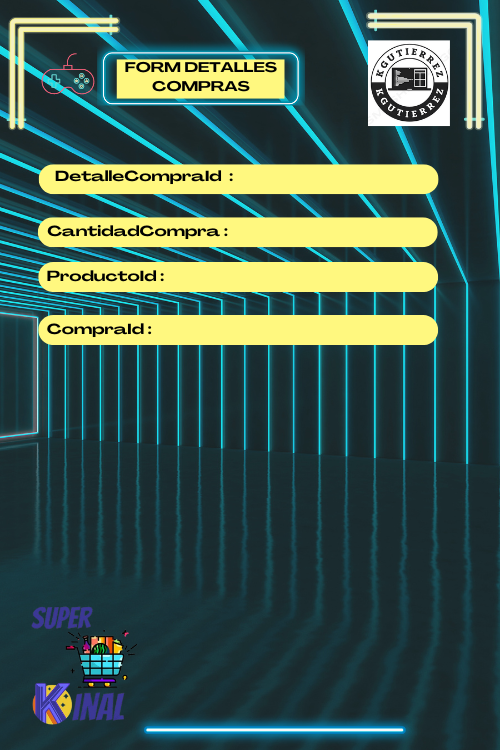 FORM DETALLES
COMPRAS
KGUTIERREZ
KGUTIERREZ
DetalleCompraId :
CantidadCompra :
ProductoId :
CompraId :
SUPER
KINAL